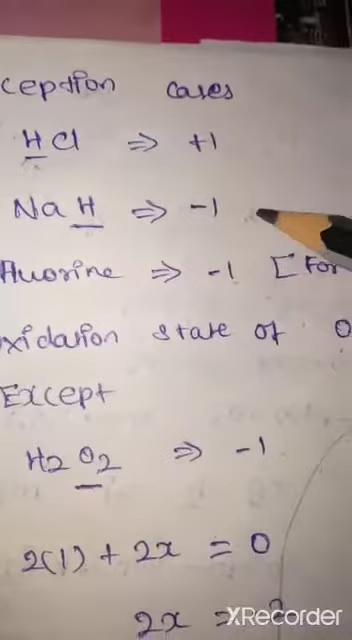 ception cases
HCl ⇒ +1
NaH ⇒ -1
fluorine ⇒ -1 [For
oxidation state of O
Except
H2O2 ⇒ -1
2(1) + 2x = 0
2x =
XRecorder